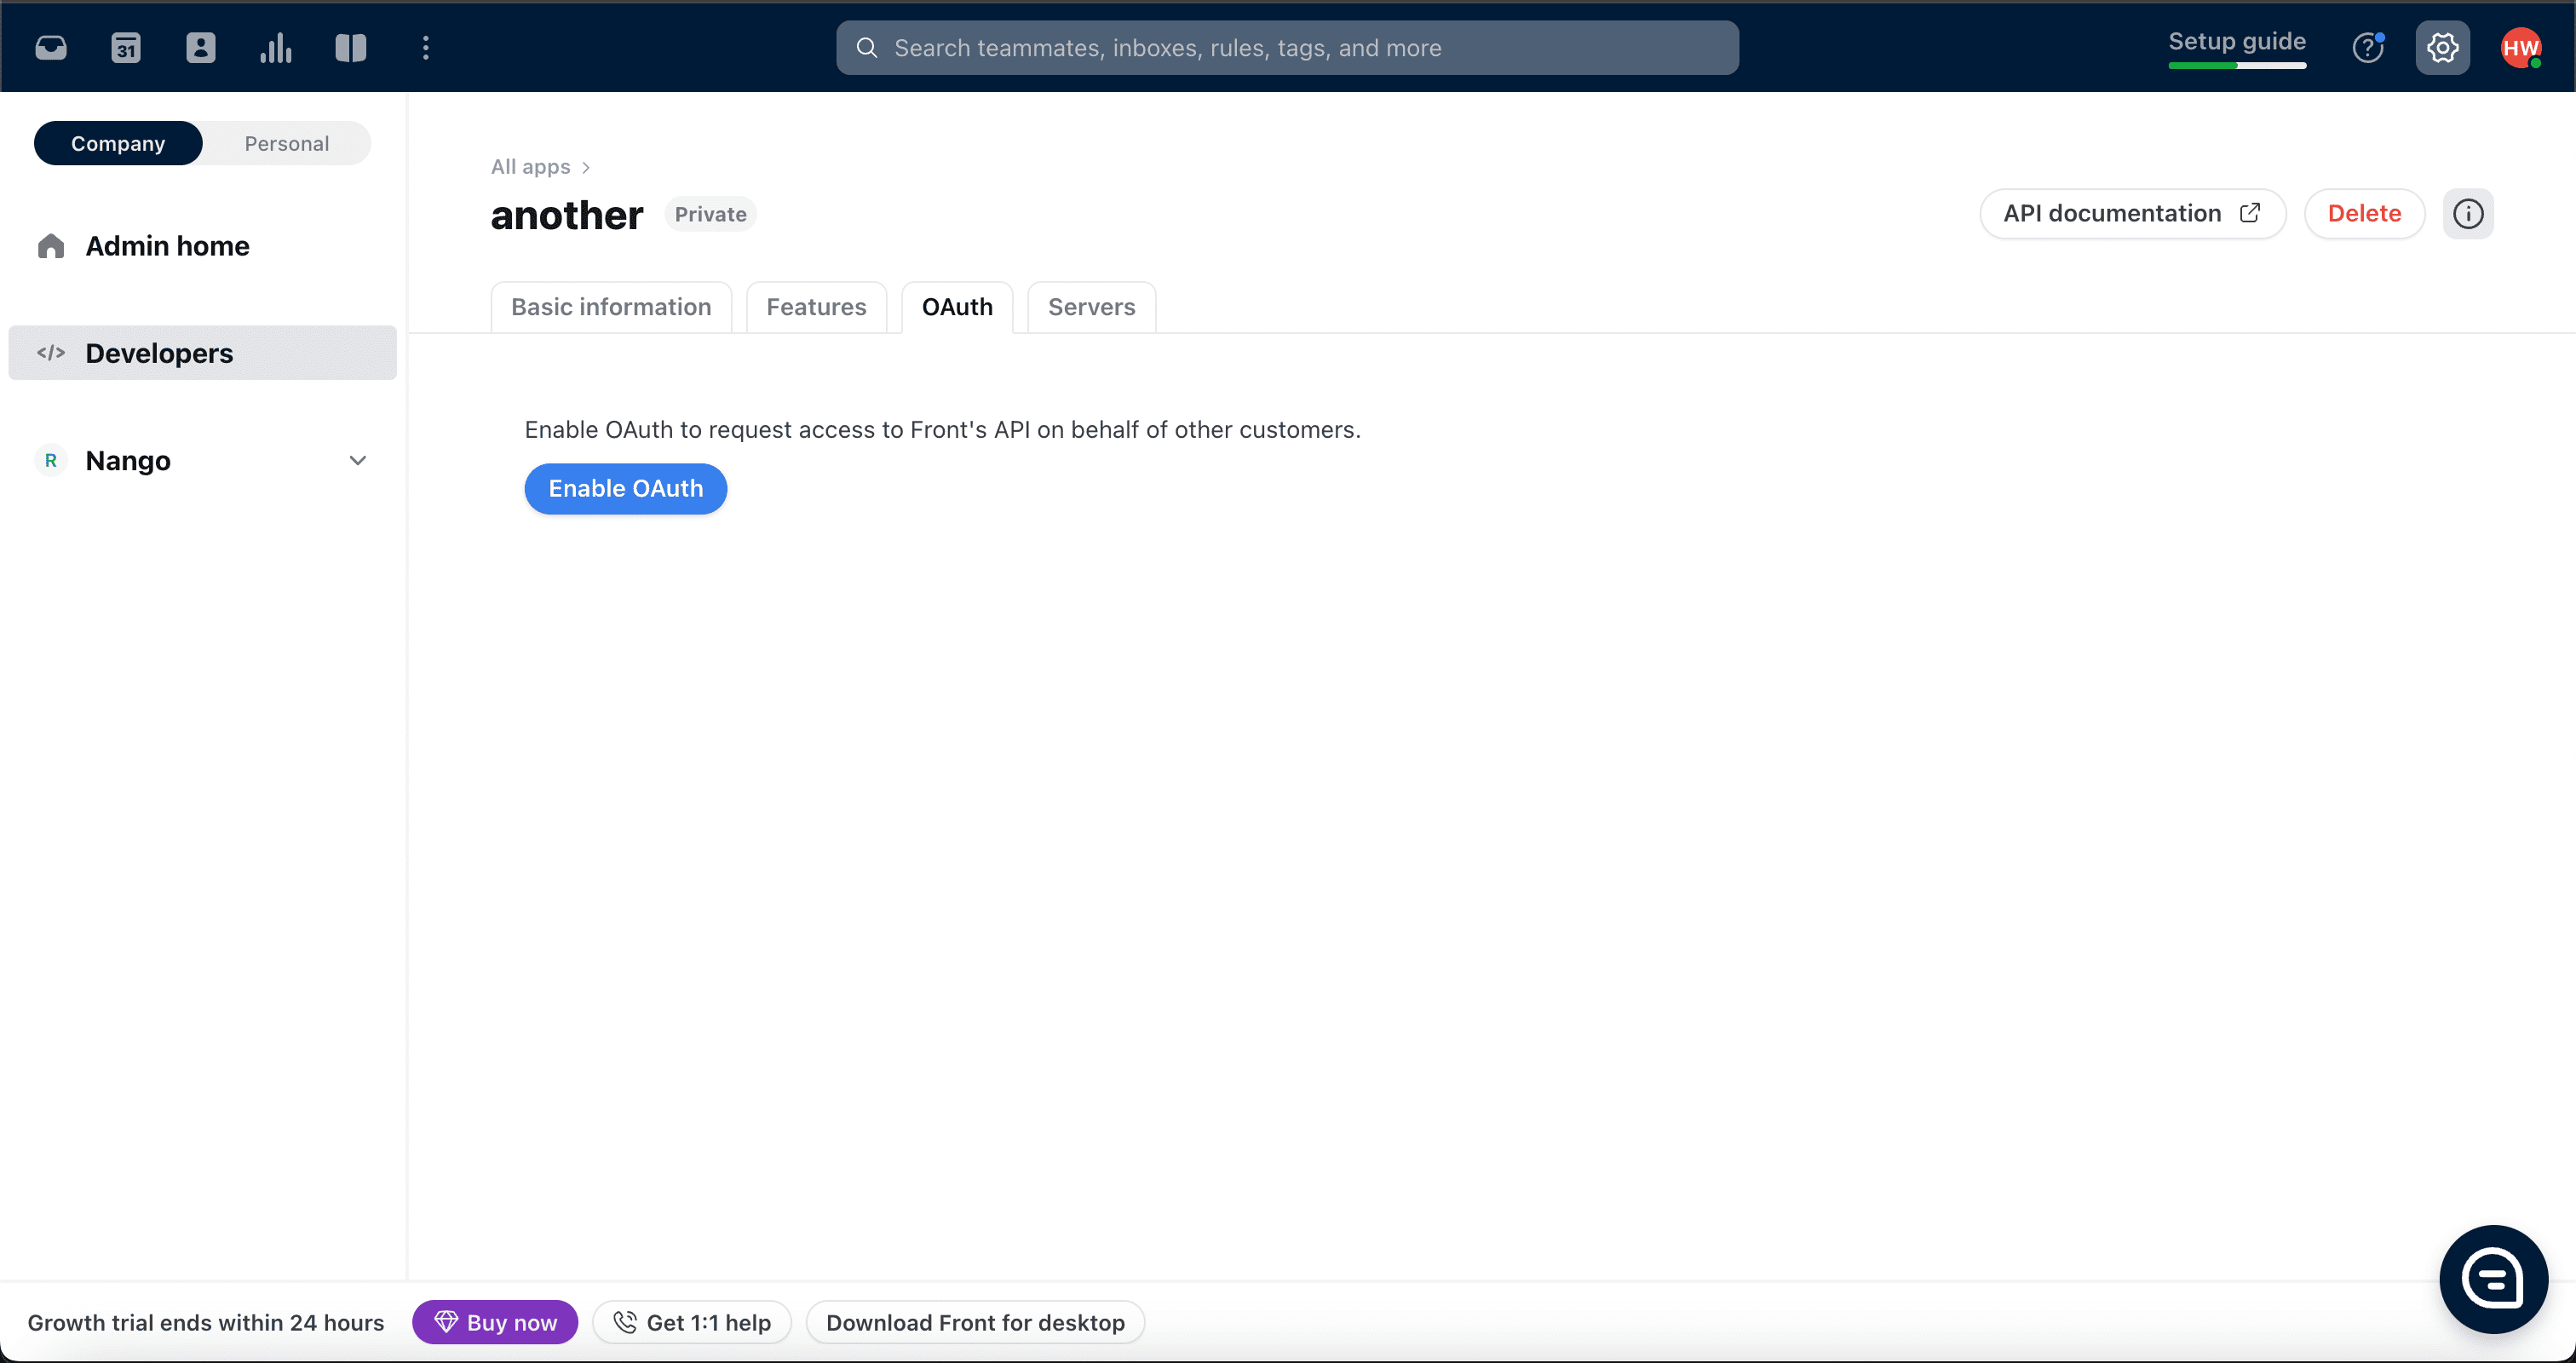 31
Search teammates, inboxes, rules, tags, and more
Setup guide
HW
Company
Personal
All apps
another
Private
API documentation
Delete
Admin home
Basic information
Features
OAuth
Servers
Developers
Enable OAuth to request access to Front's API on behalf of other customers.
R
Nango
Enable OAuth
Growth trial ends within 24 hours
Buy now
Get 1:1 help
Download Front for desktop